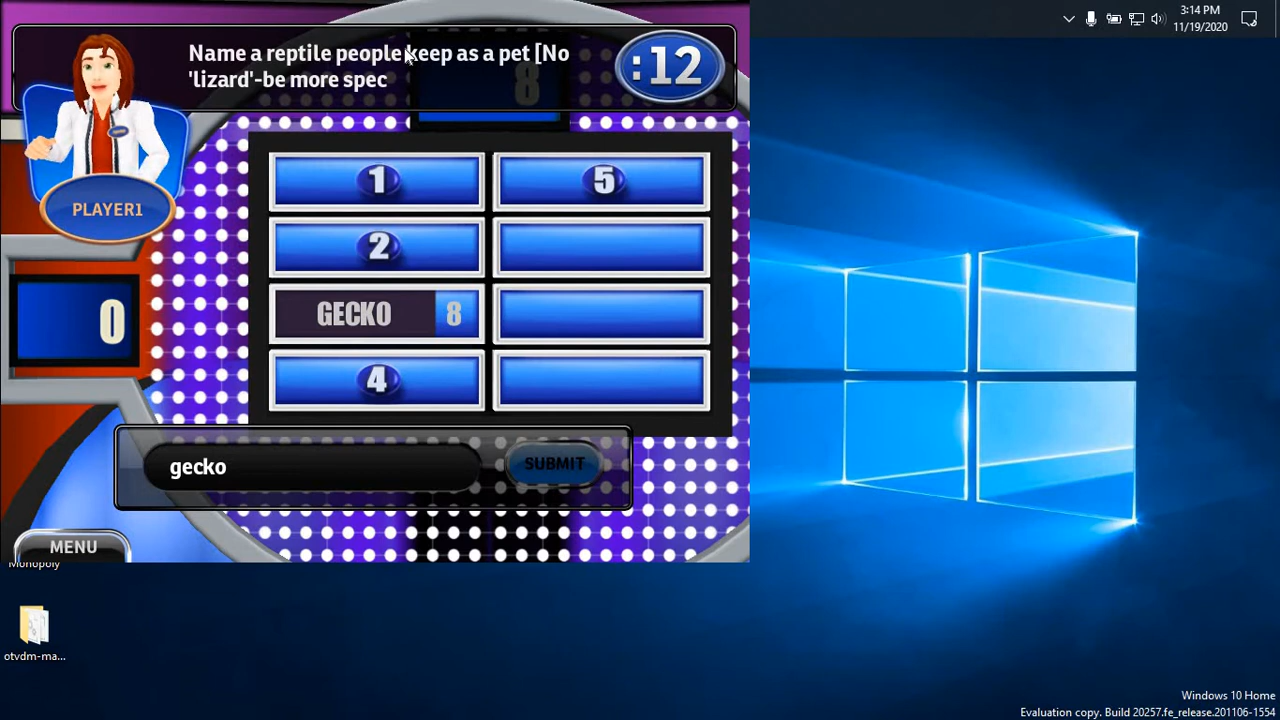 3:14 PM
11/19/2020
Name a reptile people keep as a pet [No
'lizard'-be more spec
:12
8
PLAYER1
1
5
2
0
GECKO 8
4
gecko
SUBMIT
MENU
Monopoly
otvdm-ma...
Windows 10 Home
Evaluation copy. Build 20257.fe_release.201106-1554